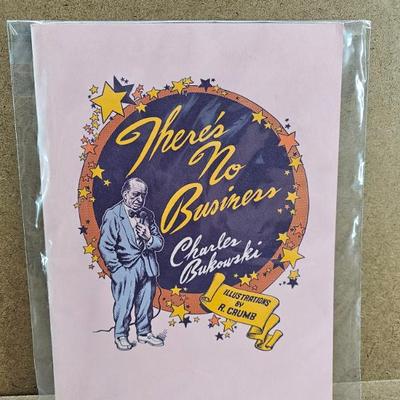 There's
No
Business
Charles
Bukowski
ILLUSTRATIONS
BY
R. CRUMB